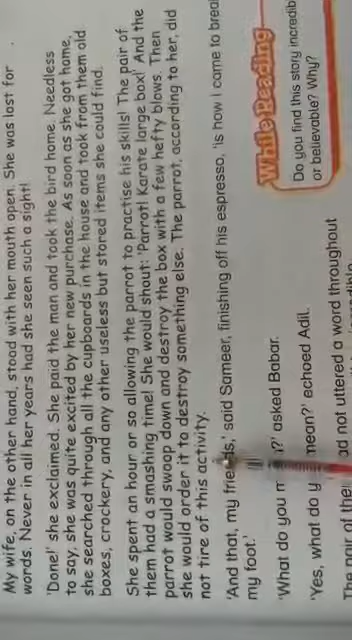 My wife, on the other hand, stood with her mouth open. She was lost for
words. Never in all her years had she seen such a sight!
'Done!' she exclaimed. She paid the man and took the bird home. Needless
to say, she was quite excited by her new purchase. As soon as she got home,
she searched through all the cupboards in the house and took from them old
boxes, crockery, and any other useless but stored items she could find.
She spent an hour or so allowing the parrot to practise his skills! The pair of
them had a smashing time! She would shout: 'Parrot! Karate large box!' And the
parrot would swoop down and destroy the box with a few hefty blows. Then
she would order it to destroy something else. The parrot, according to her, did
not tire of this activity.
'And that, my friends,' said Sameer, finishing off his espresso, 'is how I came to
my foot.'
'What do you ?' asked Babar.
'Yes, what do y mean?' echoed Adil.
The pair of ad not uttered a word throughout
While Reading
Do you find this story
or believable? Why?